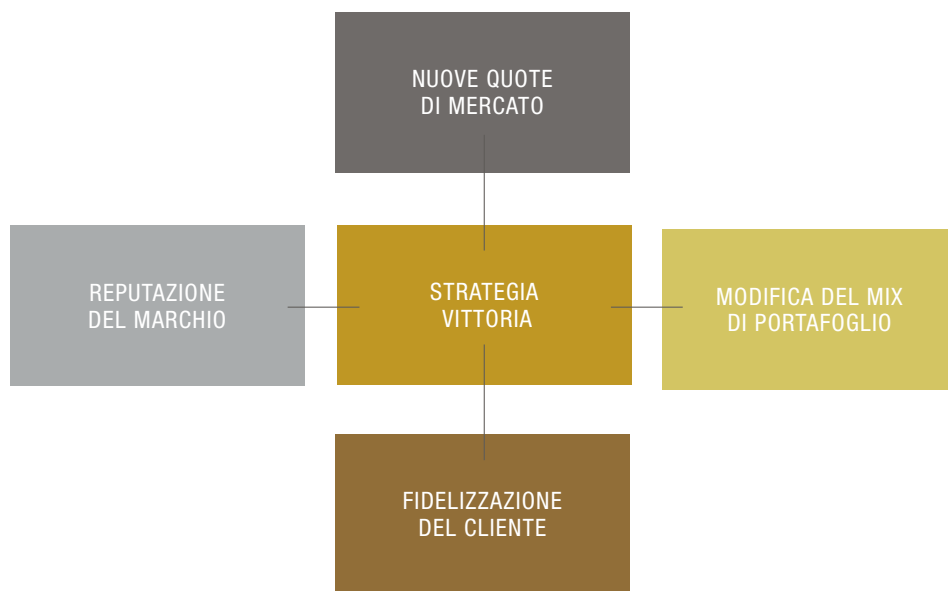 NUOVE QUOTE
DI MERCATO
REPUTAZIONE
DEL MARCHIO
STRATEGIA
VITTORIA
MODIFICA DEL MIX
DI PORTAFOGLIO
FIDELIZZAZIONE
DEL CLIENTE